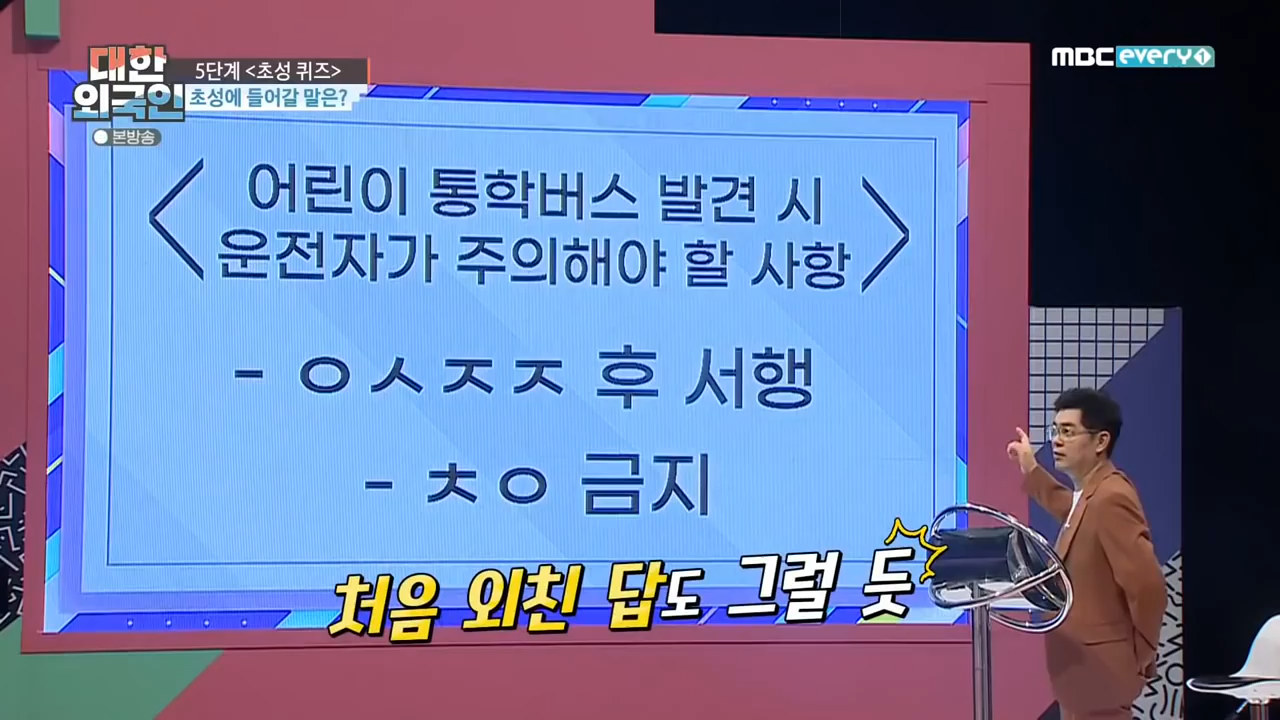 대한
외국인
본방송
5단계 <초성 퀴즈>
초성에 들어갈 말은?
MBC every1
<어린이 통학버스 발견 시
운전자가 주의해야 할 사항>
- ㅇㅅㅈㅈ 후 서행
- ㅊㅇ 금지
처음 외친 답도 그럴 듯